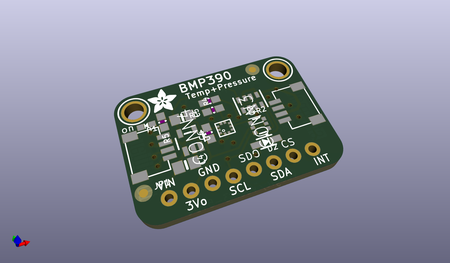 BMP390
Temp+Pressure
on
VIN
3Vo
GND
SCL
SDO
SDA
CS
INT